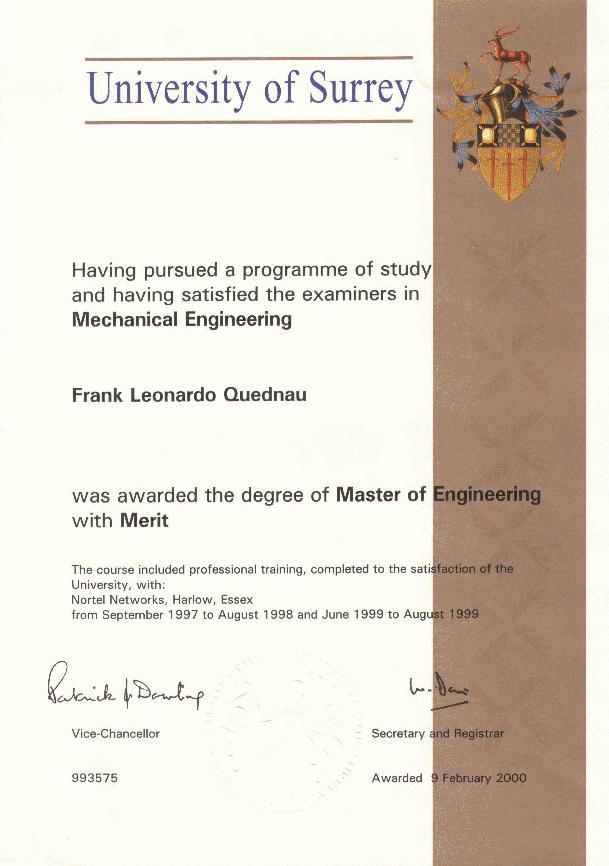 University of Surrey
Having pursued a programme of study
and having satisfied the examiners in
Mechanical Engineering
Frank Leonardo Quednau
was awarded the degree of Master of Engineering
with Merit
The course included professional training, completed to the satisfaction of the
University, with:
Nortel Networks, Harlow, Essex
from September 1997 to August 1998 and June 1999 to August 1999
Patrick J Dowling
Vice-Chancellor
Secretary and Registrar
993575
Awarded 9 February 2000